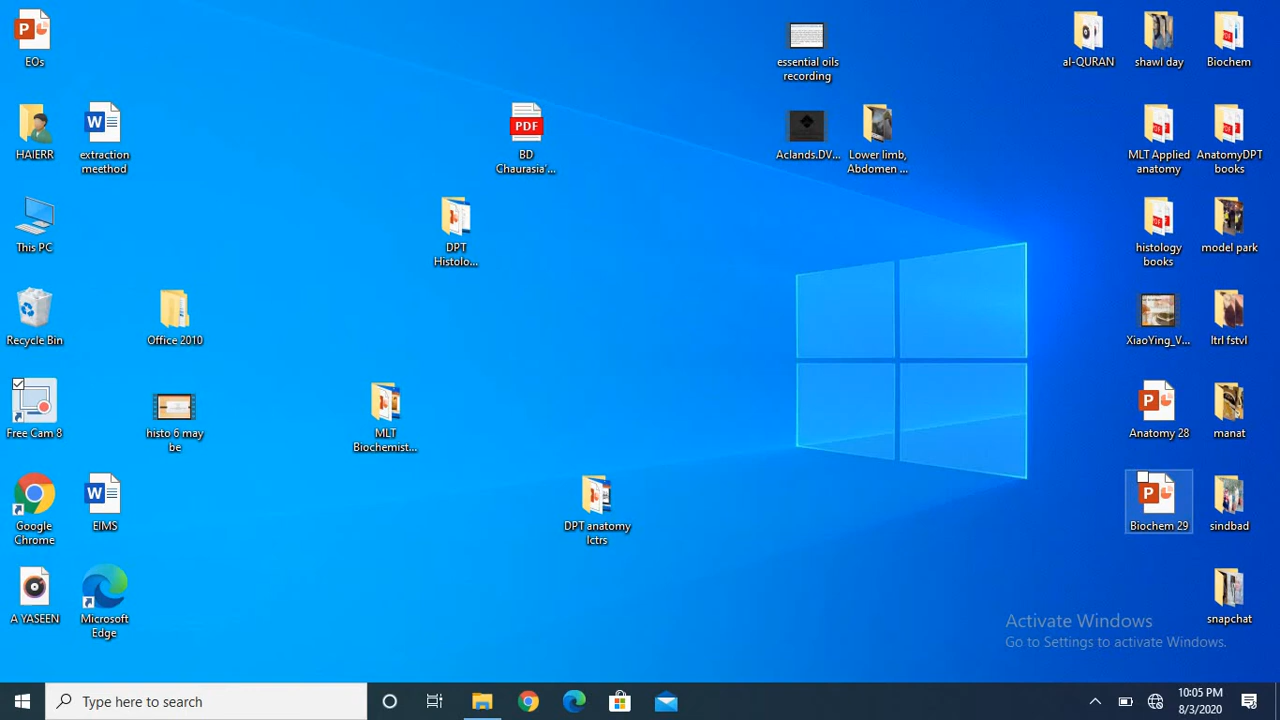 EOs
essential oils
recording
al-QURAN
shawl day
Biochem
HAIERR
extraction
meethod
PDF
BD
Chaurasia'...
Aclands.DV...
Lower limb,
Abdomen ...
MLT Applied
anatomy
AnatomyDPT
books
This PC
DPT
Histolo...
histology
books
model park
Recycle Bin
Office 2010
XiaoYing_V...
ltrl fstvl
Free Cam 8
histo 6 may
be
MLT
Biochemist...
Anatomy 28
manat
Google
Chrome
EIMS
DPT anatomy
lctrs
Biochem 29
sindbad
A YASEEN
Microsoft
Edge
snapchat
Activate Windows
Go to Settings to activate Windows.
Type here to search
10:05 PM
8/3/2020